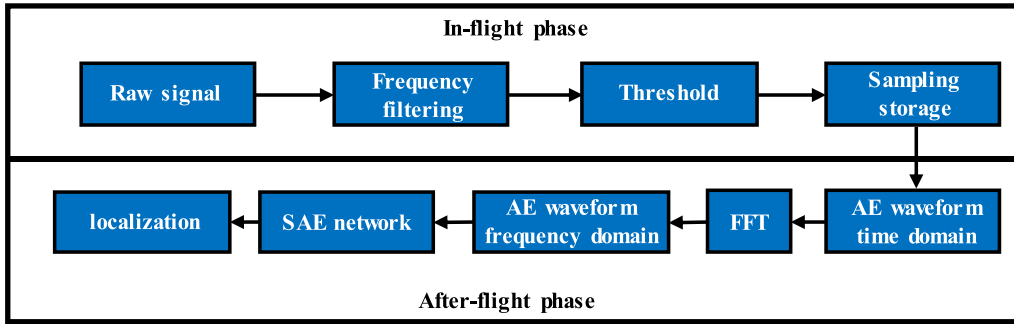 In-flight phase
Raw signal
Frequency
filtering
Threshold
Sampling
storage
localization
SAE network
AE waveform
frequency domain
FFT
AE waveform
time domain
After-flight phase